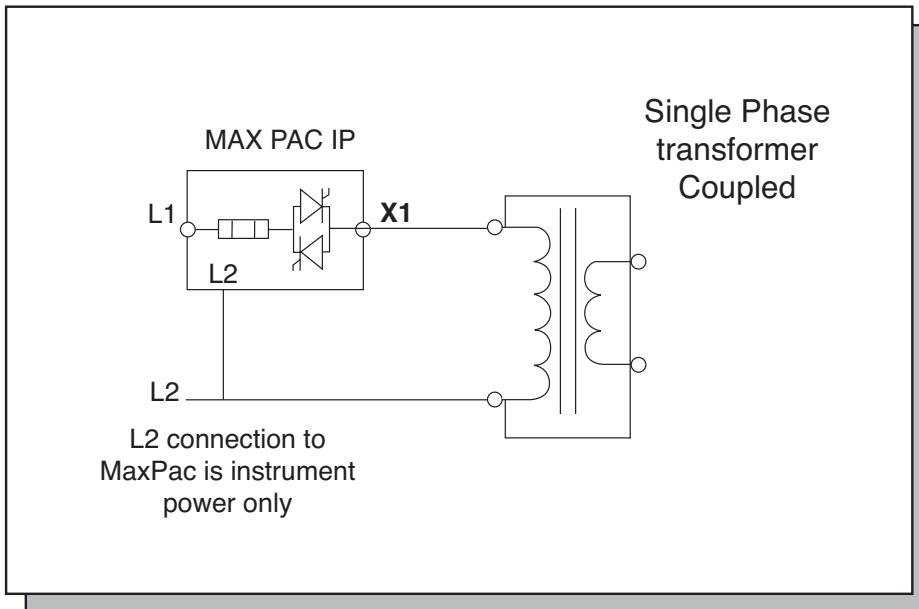 Single Phase
transformer
Coupled
MAX PAC IP
L1
X1
L2
L2
L2 connection to
MaxPac is instrument
power only